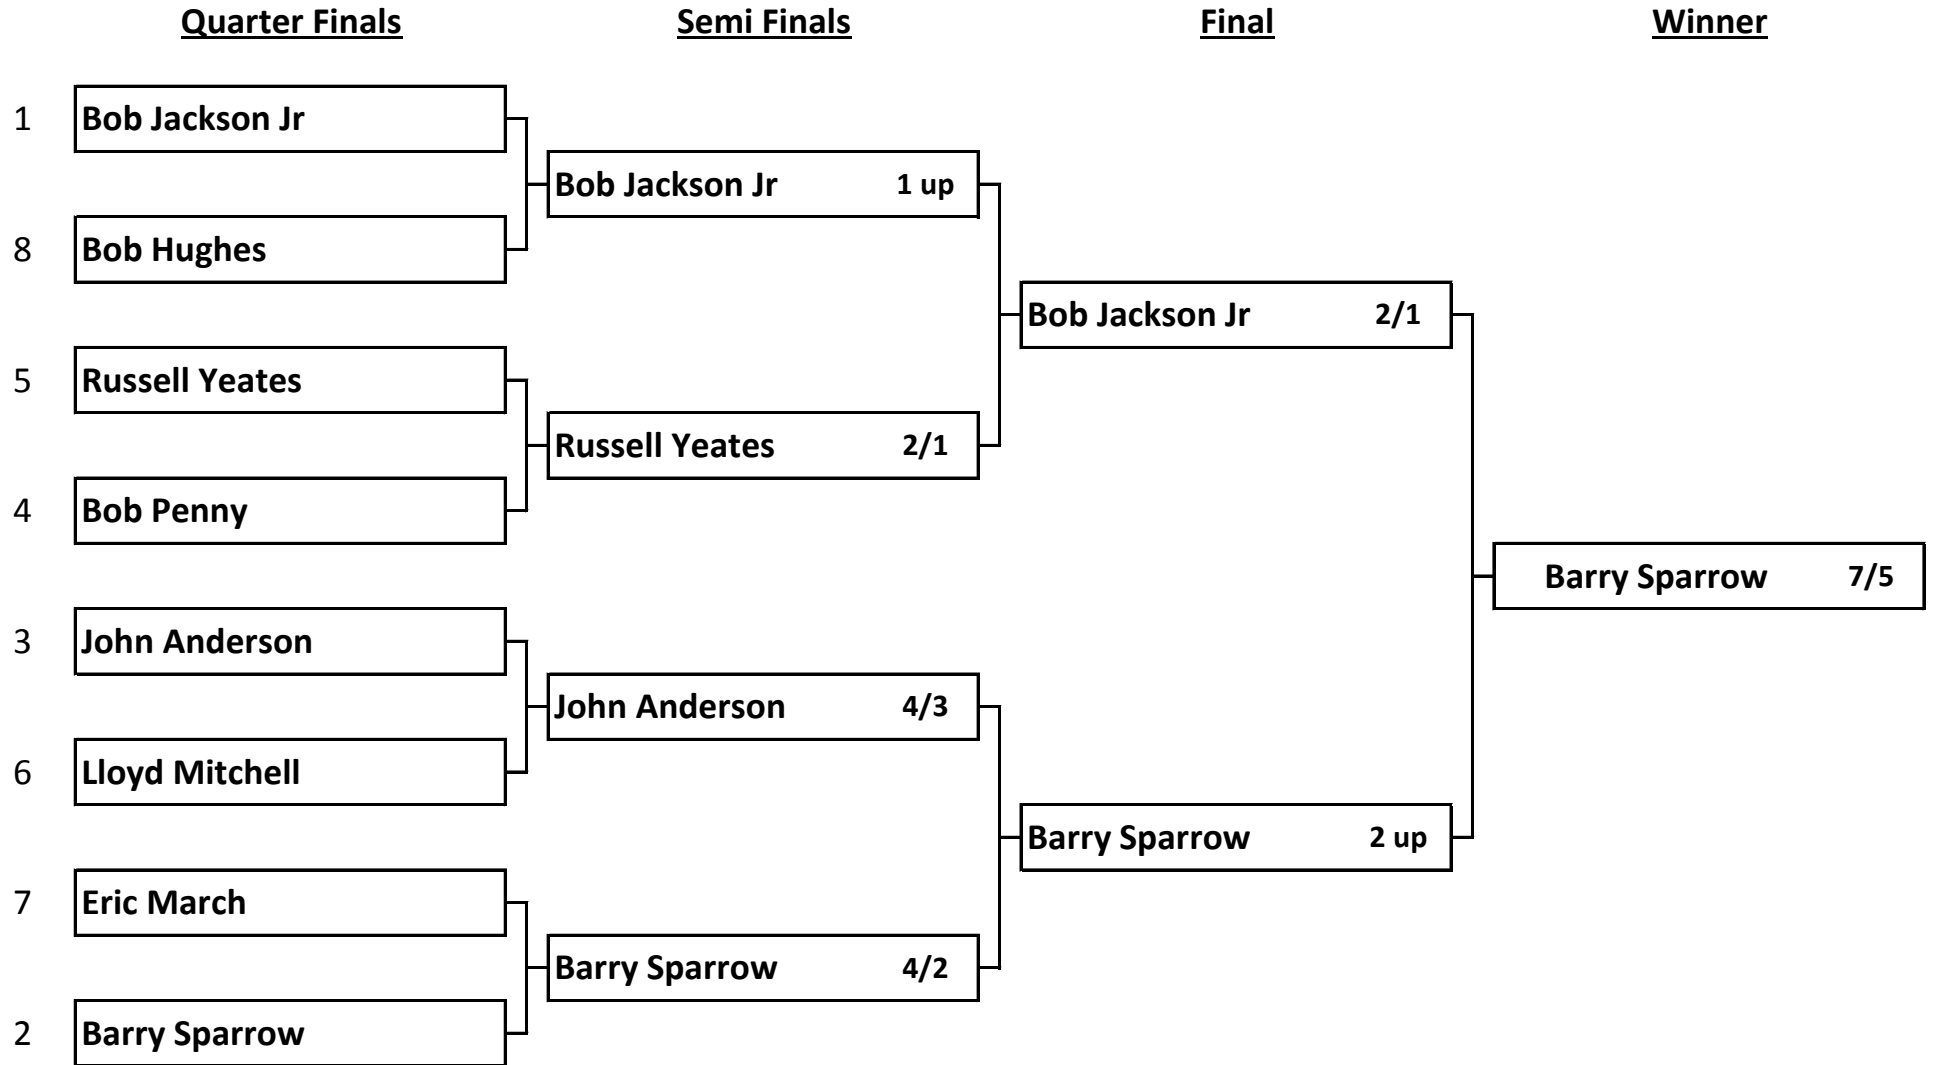 Quarter Finals Semi Finals Final Winner
1 Bob Jackson Jr
Bob Jackson Jr 1 up
8 Bob Hughes
Bob Jackson Jr 2/1
5 Russell Yeates
Russell Yeates 2/1
4 Bob Penny
Barry Sparrow 7/5
3 John Anderson
John Anderson 4/3
6 Lloyd Mitchell
Barry Sparrow 2 up
7 Eric March
Barry Sparrow 4/2
2 Barry Sparrow